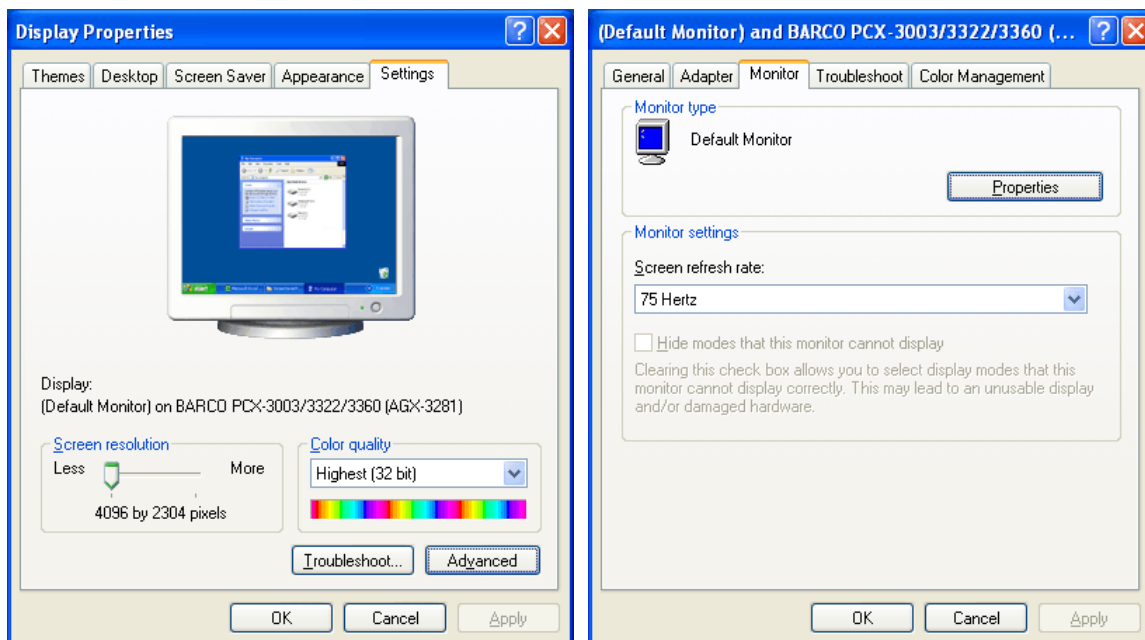 Display Properties
Themes Desktop Screen Saver Appearance Settings
Display:
(Default Monitor) on BARCO PCX-3003/3322/3360 (AGX-3281)
Screen resolution
Less More
4096 by 2304 pixels
Color quality
Highest (32 bit)
Troubleshoot... Advanced
OK Cancel Apply
(Default Monitor) and BARCO PCX-3003/3322/3360 (...
General Adapter Monitor Troubleshoot Color Management
Monitor type
Default Monitor
Properties
Monitor settings
Screen refresh rate:
75 Hertz
Hide modes that this monitor cannot display
Clearing this check box allows you to select display modes that this
monitor cannot display correctly. This may lead to an unusable display
and/or damaged hardware.
OK Cancel Apply